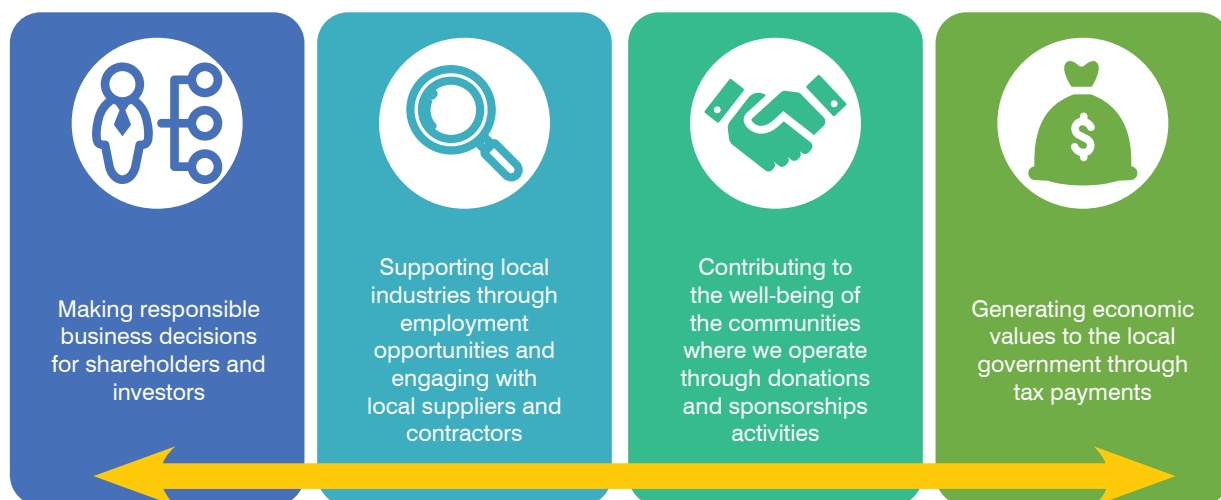 $
Making responsible
business decisions
for shareholders and
investors
Supporting local
industries through
employment
opportunities and
engaging with
local suppliers and
contractors
Contributing to
the well-being of
the communities
where we operate
through donations
and sponsorships
activities
Generating economic
values to the local
government through
tax payments